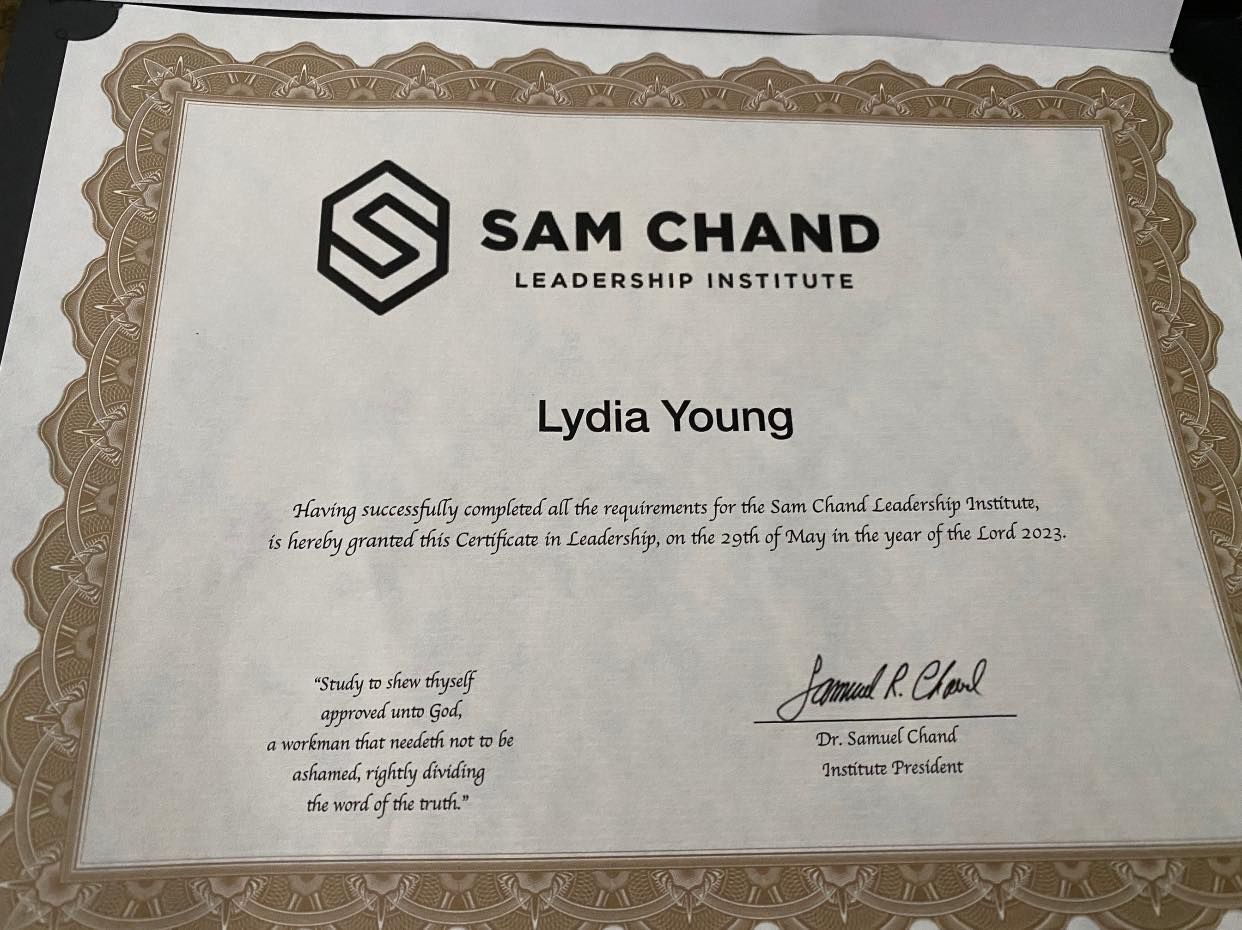 SAM CHAND
LEADERSHIP INSTITUTE
Lydia Young
Having successfully completed all the requirements for the Sam Chand Leadership Institute,
is hereby granted this Certificate in Leadership, on the 29th of May in the year of the Lord 2023.
“Study to shew thyself
approved unto God,
a workman that needeth not to be
ashamed, rightly dividing
the word of the truth.”
Samuel R. Chand
Dr. Samuel Chand
Institute President